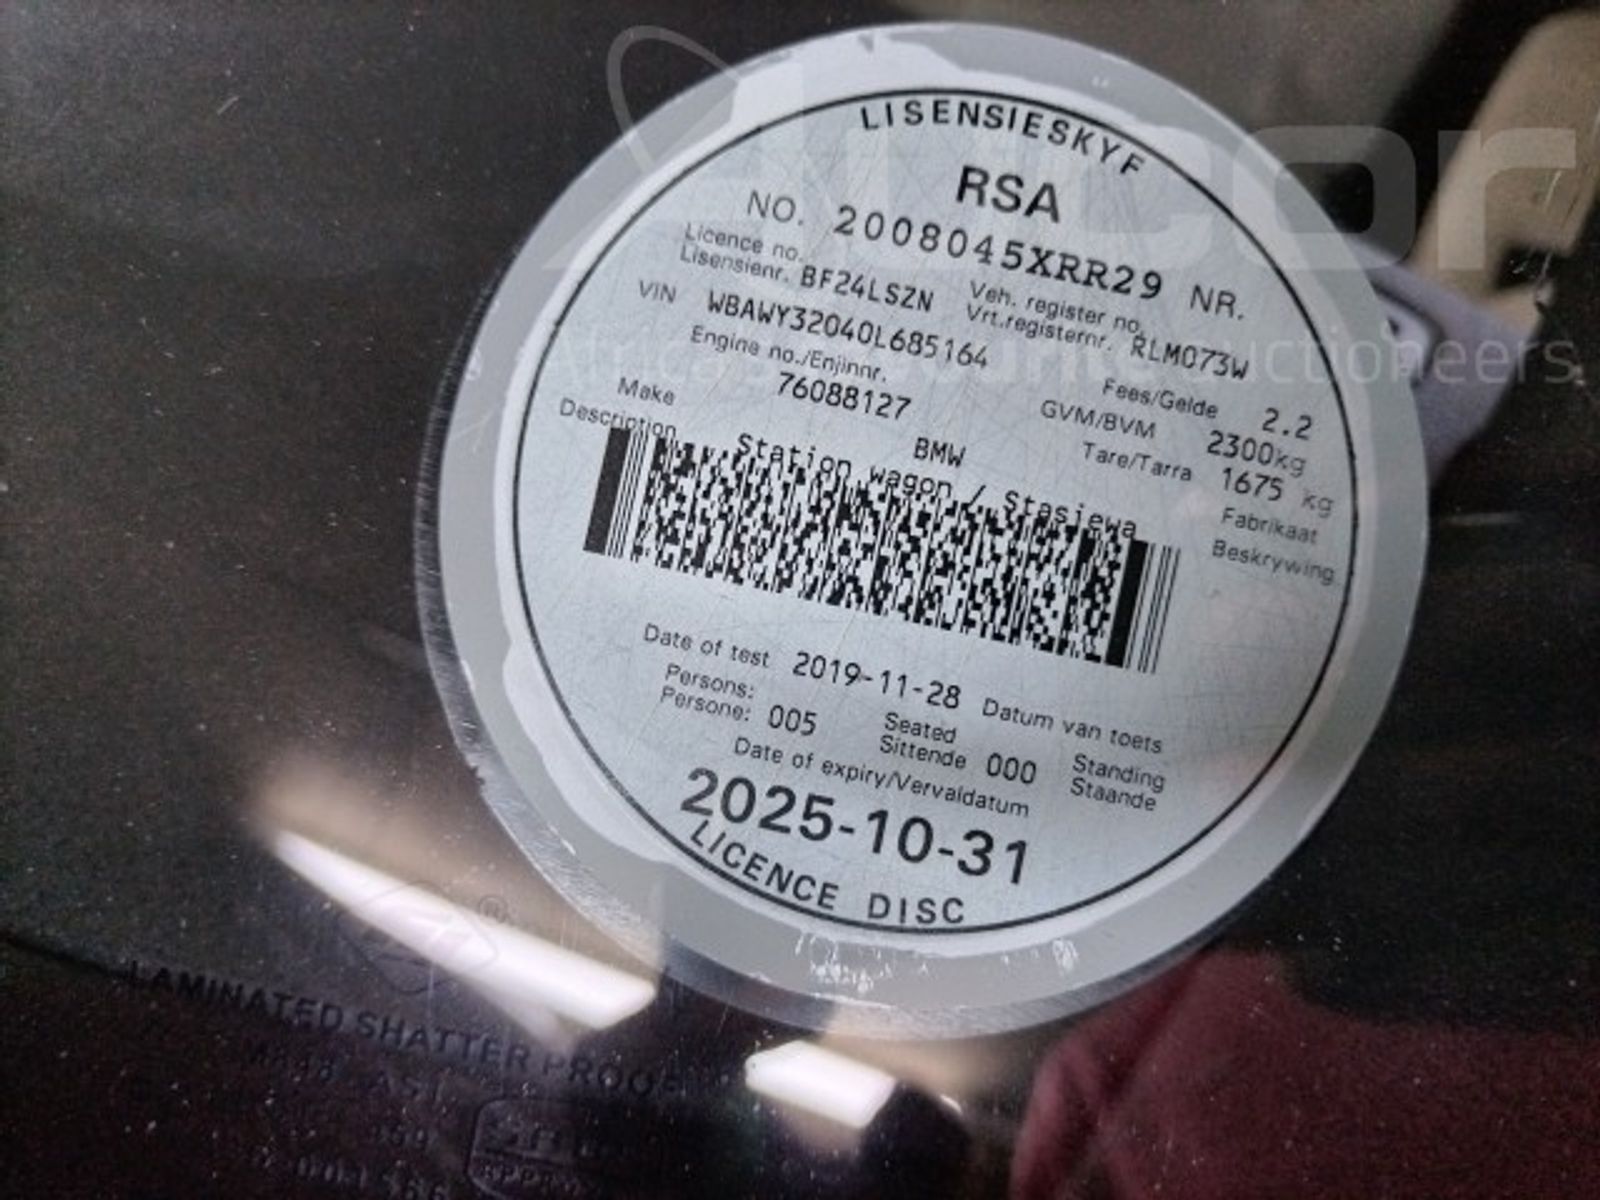 LISENSIESKYF
RSA
NO. 2008045XRR29 NR.
Licence no. Lisensienr. BF24LSZN Veh. register no. Vrt.registernr. RLM073W
VIN WBAWY32040L685164
Engine no./Enjinnr. 76088127
Fees/Gelde 2.2
GVM/BVM 2300kg
Tare/Tarra 1675 kg
Make BMW Fabrikaat
Description Station wagon / Stasiewa Beskrywing
Date of test 2019-11-28 Datum van toets
Persons: Persone: 005 Seated Sittende 000 Standing Staande
Date of expiry/Vervaldatum
2025-10-31
LICENCE DISC
LAMINATED SHATTER PROOF